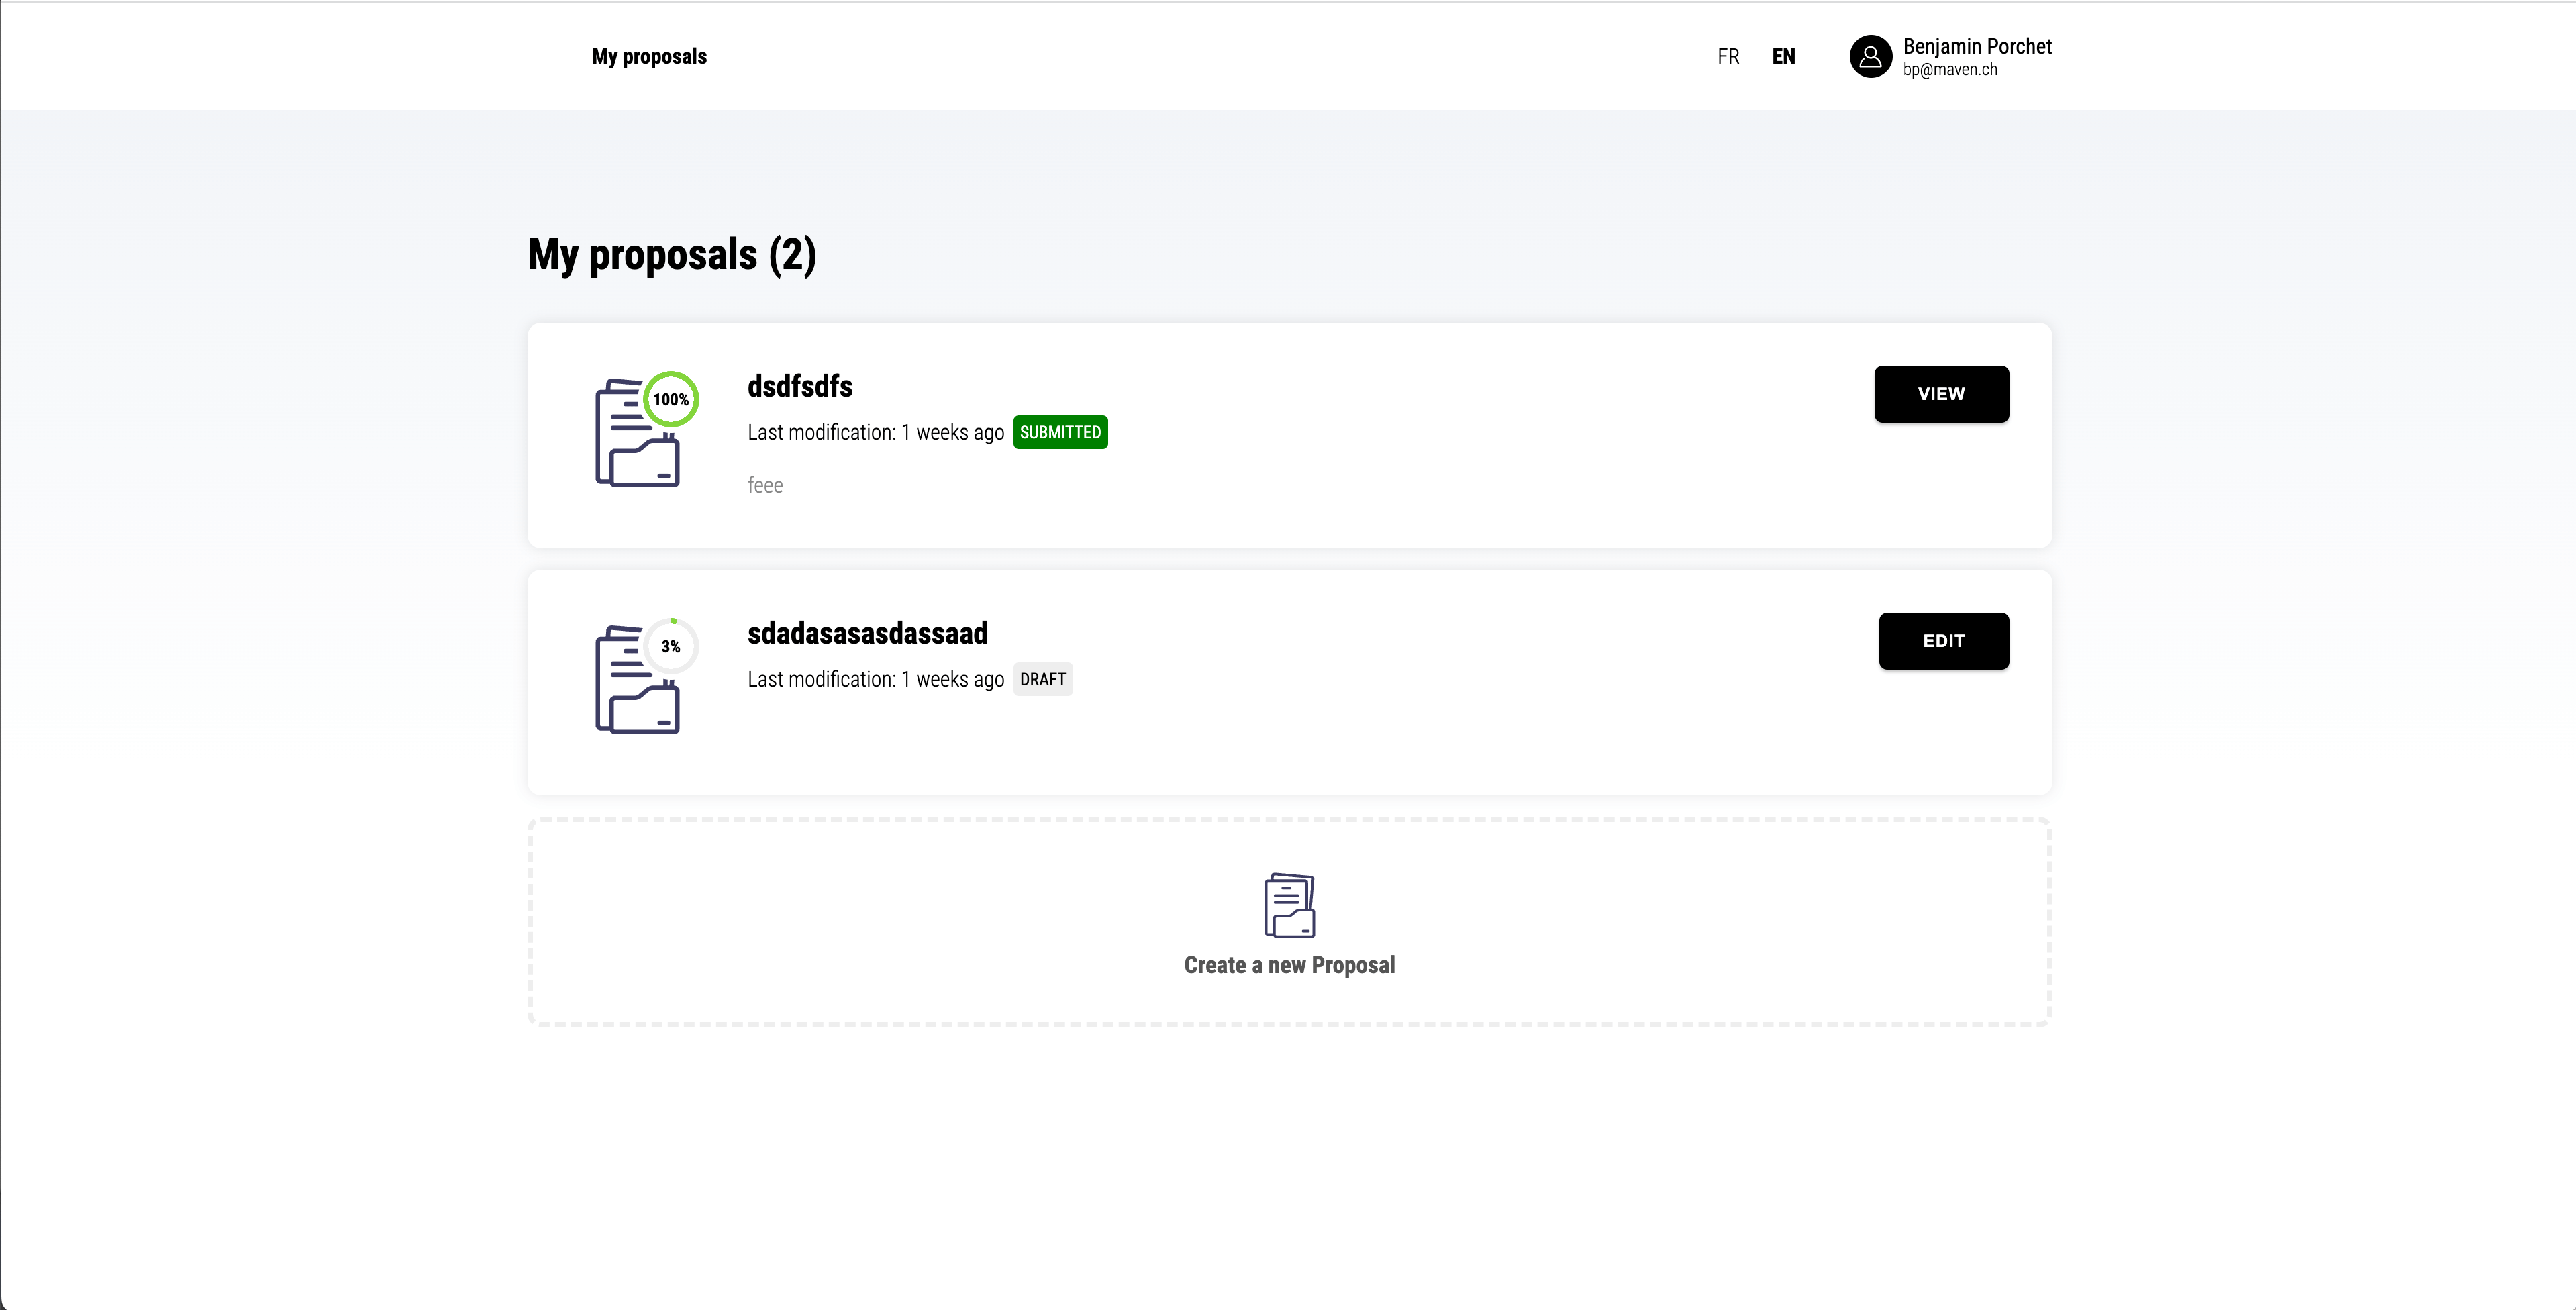 My proposals
FR EN
Benjamin Porchet
bp@maven.ch
My proposals (2)
100%
dsdfsdfs
Last modification: 1 weeks ago SUBMITTED
feee
VIEW
3%
sdadasasasdassaad
Last modification: 1 weeks ago DRAFT
EDIT
Create a new Proposal